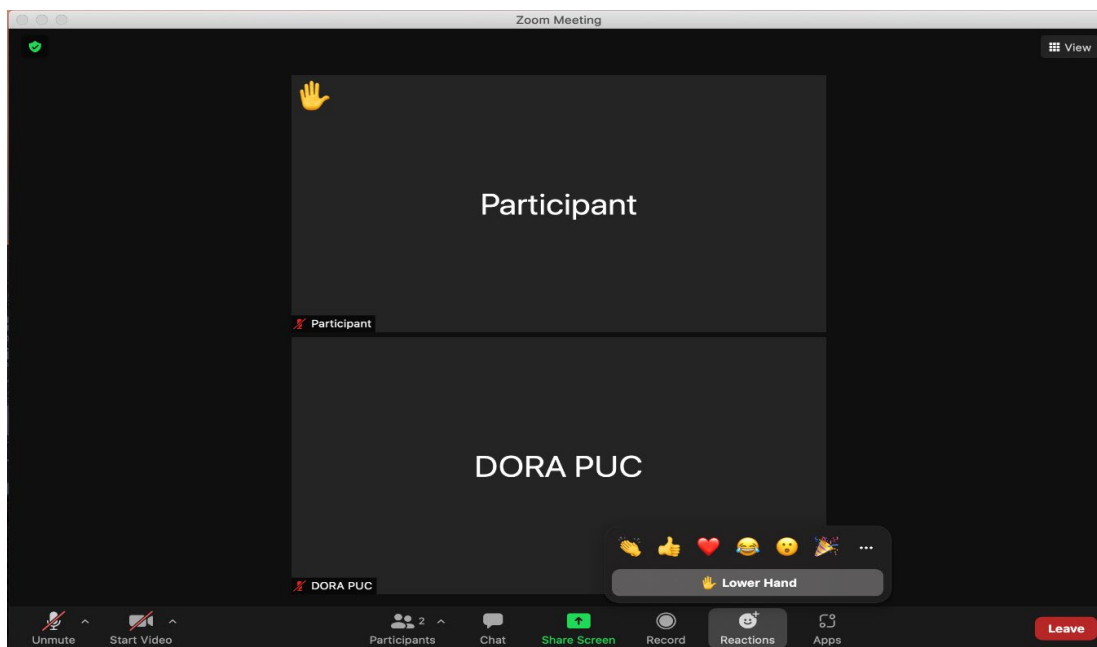 Zoom Meeting
View
Participant
Participant
DORA PUC
DORA PUC
Lower Hand
2
Unmute
Start Video
Participants
Chat
Share Screen
Record
Reactions
Apps
Leave